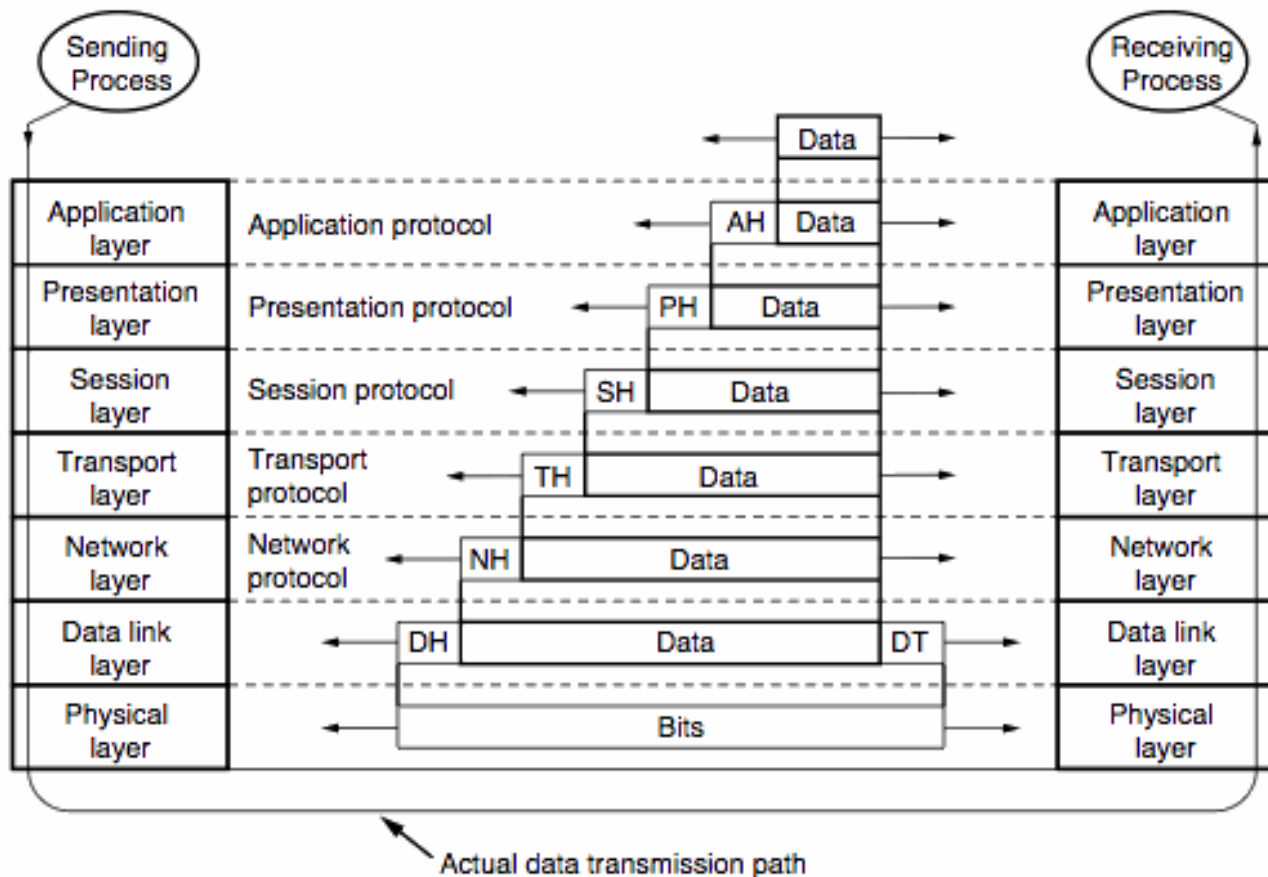 Sending
Process
Receiving
Process
Data
Application
layer
Application protocol
AH
Data
Application
layer
Presentation
layer
Presentation protocol
PH
Data
Presentation
layer
Session
layer
Session protocol
SH
Data
Session
layer
Transport
layer
Transport
protocol
TH
Data
Transport
layer
Network
layer
Network
protocol
NH
Data
Network
layer
Data link
layer
DH
Data
DT
Data link
layer
Physical
layer
Bits
Physical
layer
Actual data transmission path